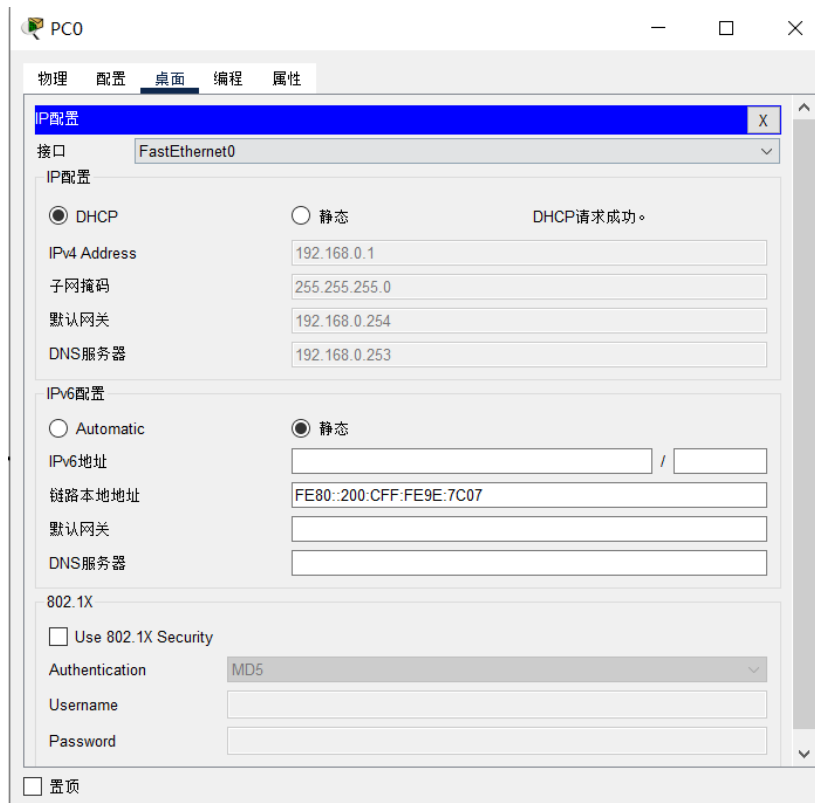 PC0
物理 配置 桌面 编程 属性
IP配置 X
接口 FastEthernet0
IP配置
DHCP 静态 DHCP请求成功。
IPv4 Address 192.168.0.1
子网掩码 255.255.255.0
默认网关 192.168.0.254
DNS服务器 192.168.0.253
IPv6配置
Automatic 静态
IPv6地址 /
链路本地地址 FE80::200:CFF:FE9E:7C07
默认网关
DNS服务器
802.1X
Use 802.1X Security
Authentication MD5
Username
Password
置顶